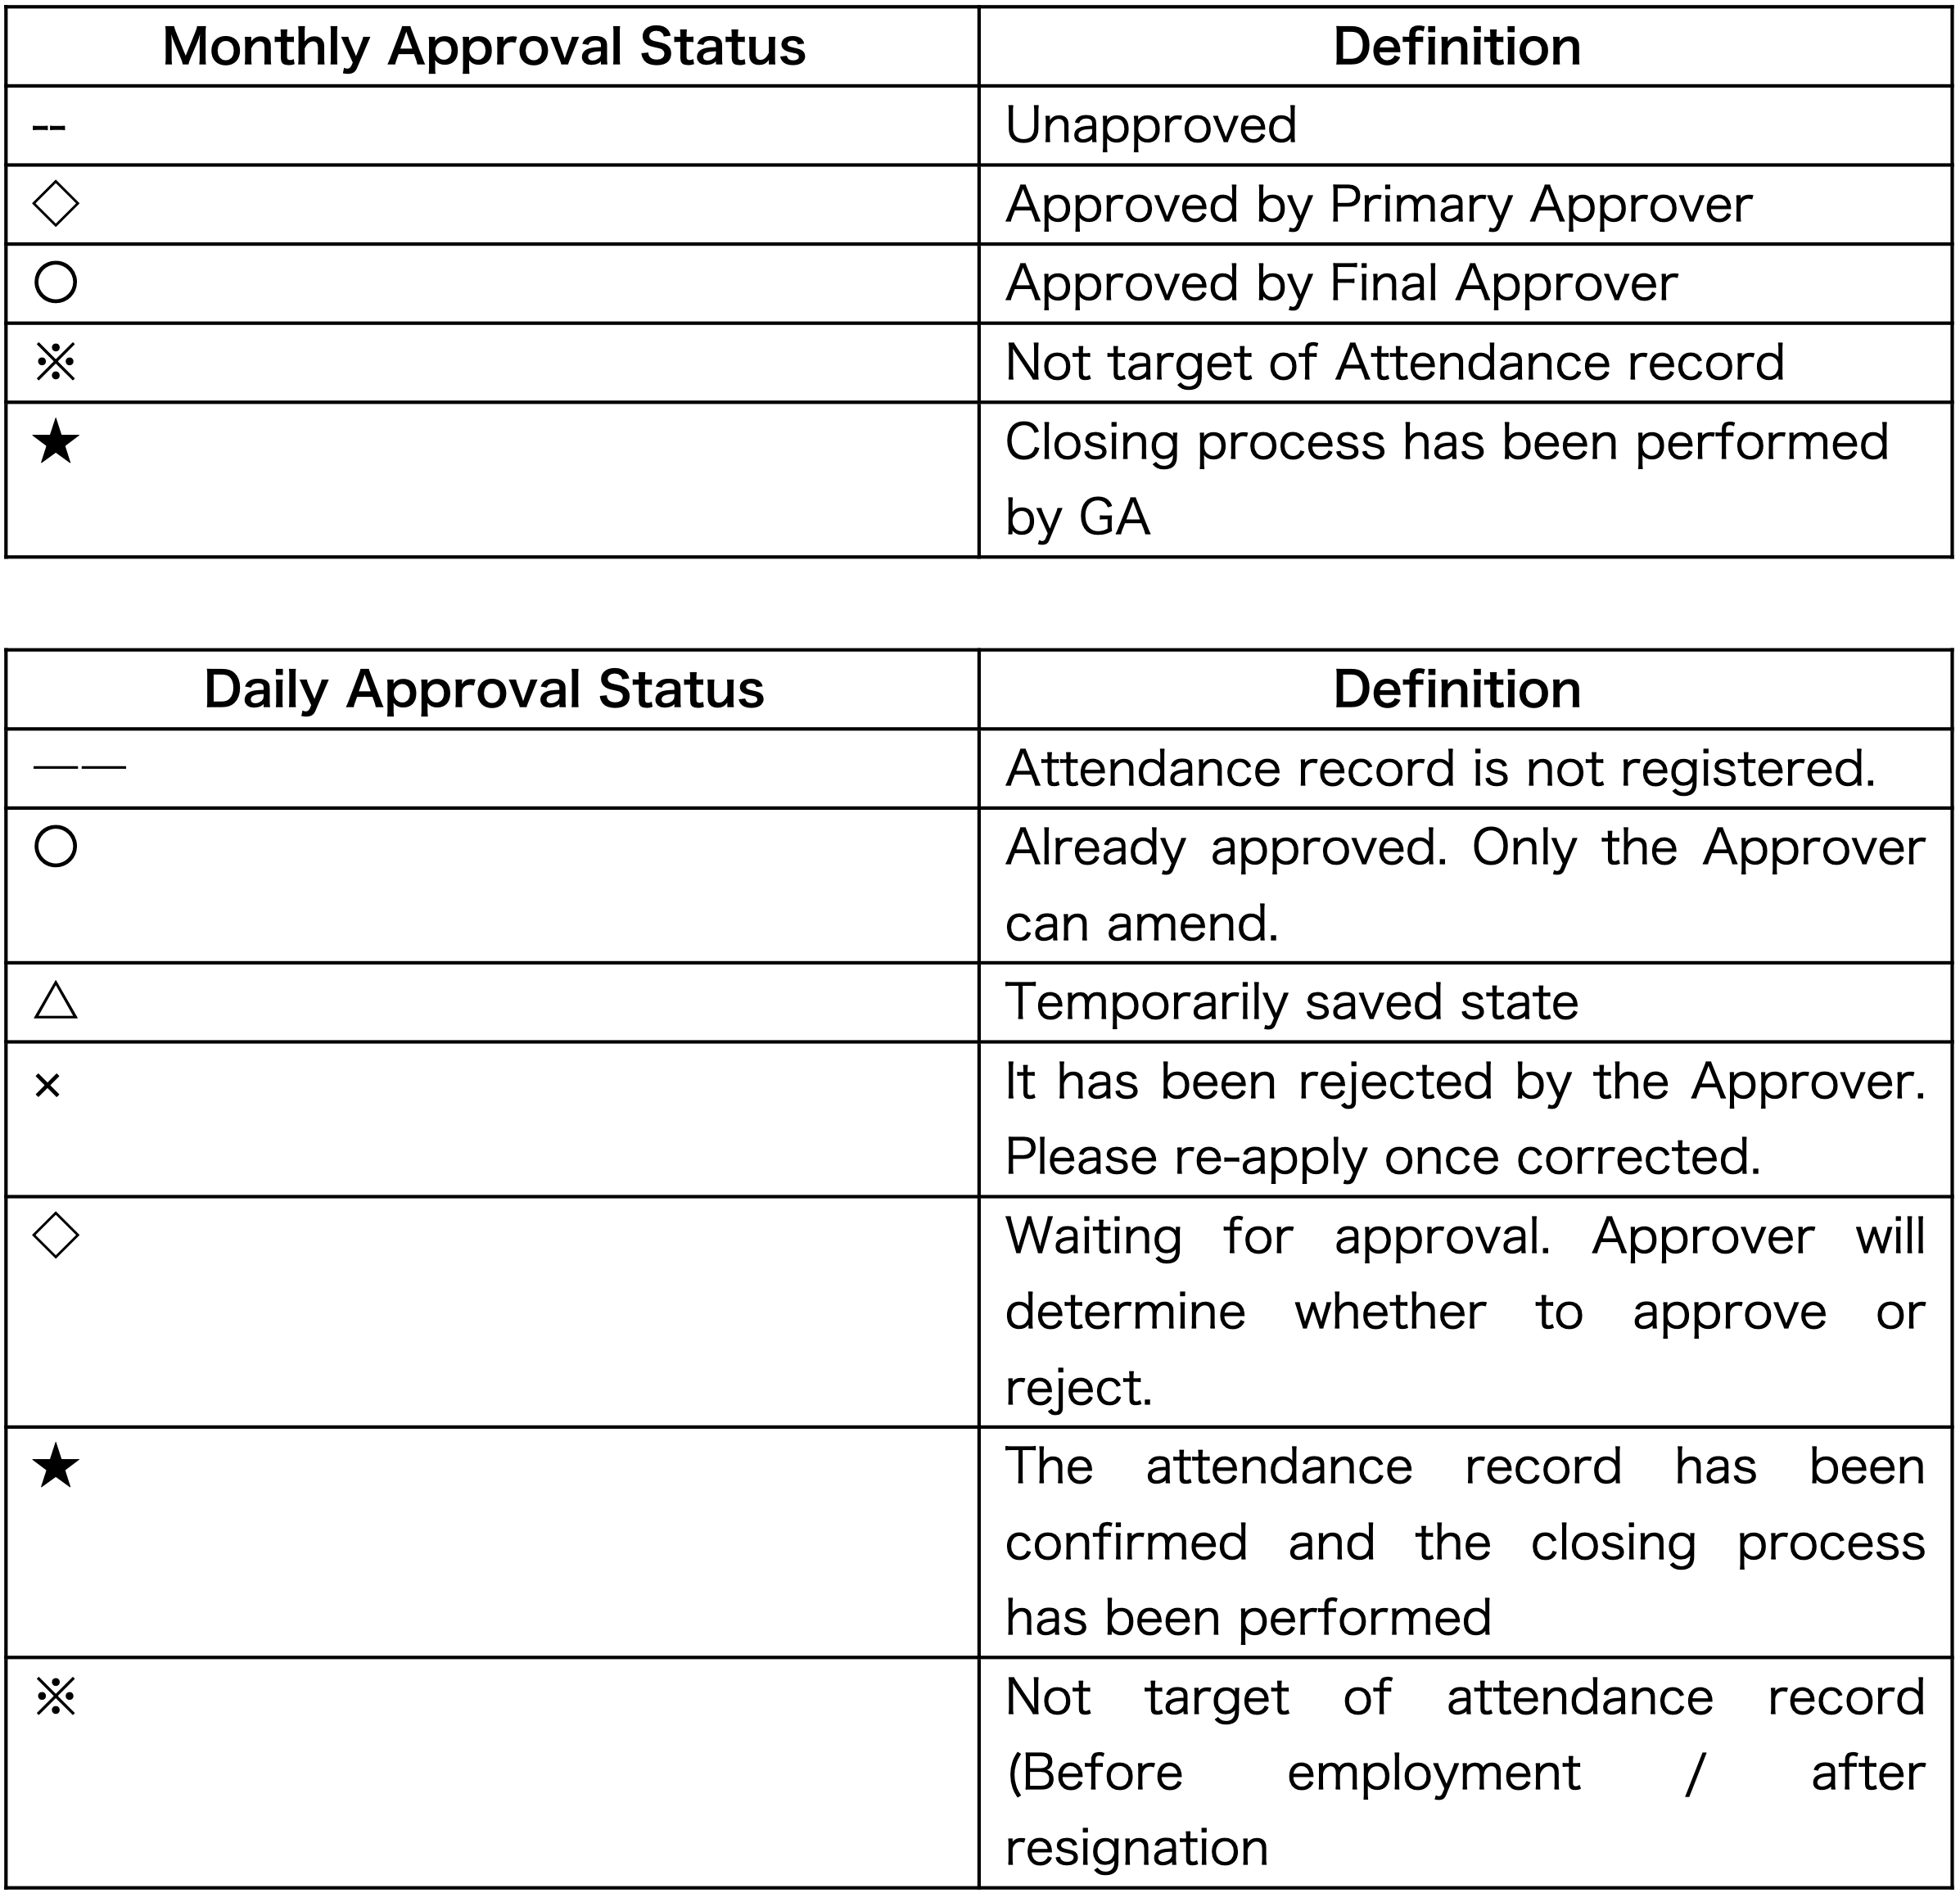 Monthly Approval Status Definition
-- Unapproved
◇ Approved by Primary Approver
○ Approved by Final Approver
※ Not target of Attendance record
★ Closing process has been performed
by GA
Daily Approval Status Definition
—— Attendance record is not registered.
○ Already approved. Only the Approver
can amend.
△ Temporarily saved state
× It has been rejected by the Approver.
Please re-apply once corrected.
◇ Waiting for approval. Approver will
determine whether to approve or
reject.
★ The attendance record has been
confirmed and the closing process
has been performed
※ Not target of attendance record
(Before employment / after
resignation